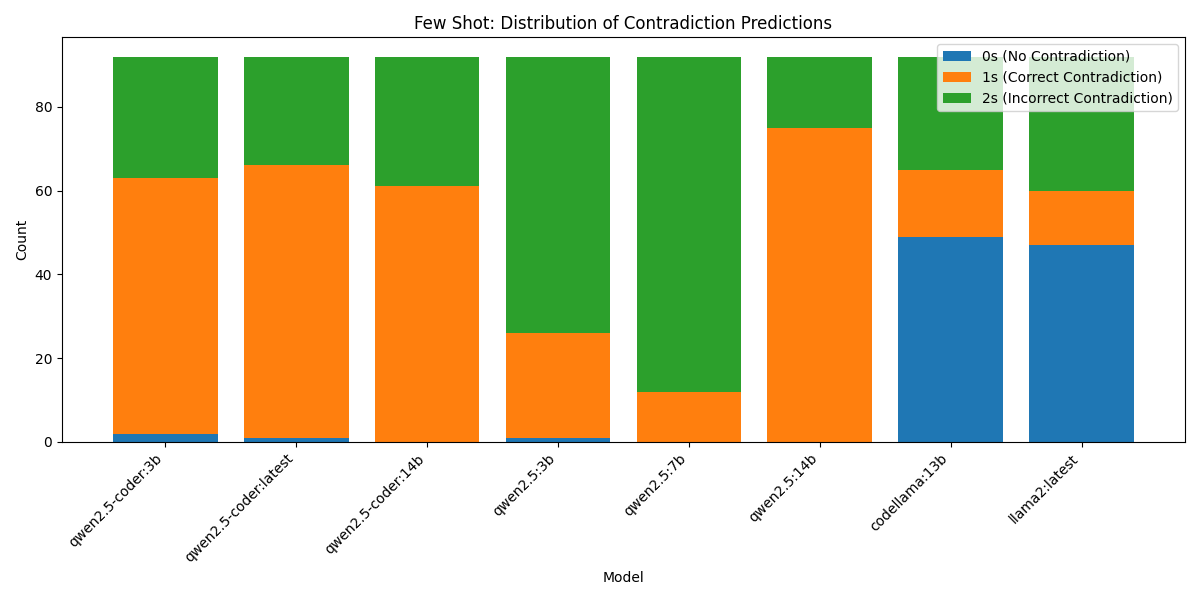 Few Shot: Distribution of Contradiction Predictions
0s (No Contradiction)
1s (Correct Contradiction)
2s (Incorrect Contradiction)
Count
80
60
40
20
0
qwen2.5-coder:3b
qwen2.5-coder:latest
qwen2.5-coder:14b
qwen2.5:3b
qwen2.5:7b
qwen2.5:14b
codellama:13b
llama2:latest
Model